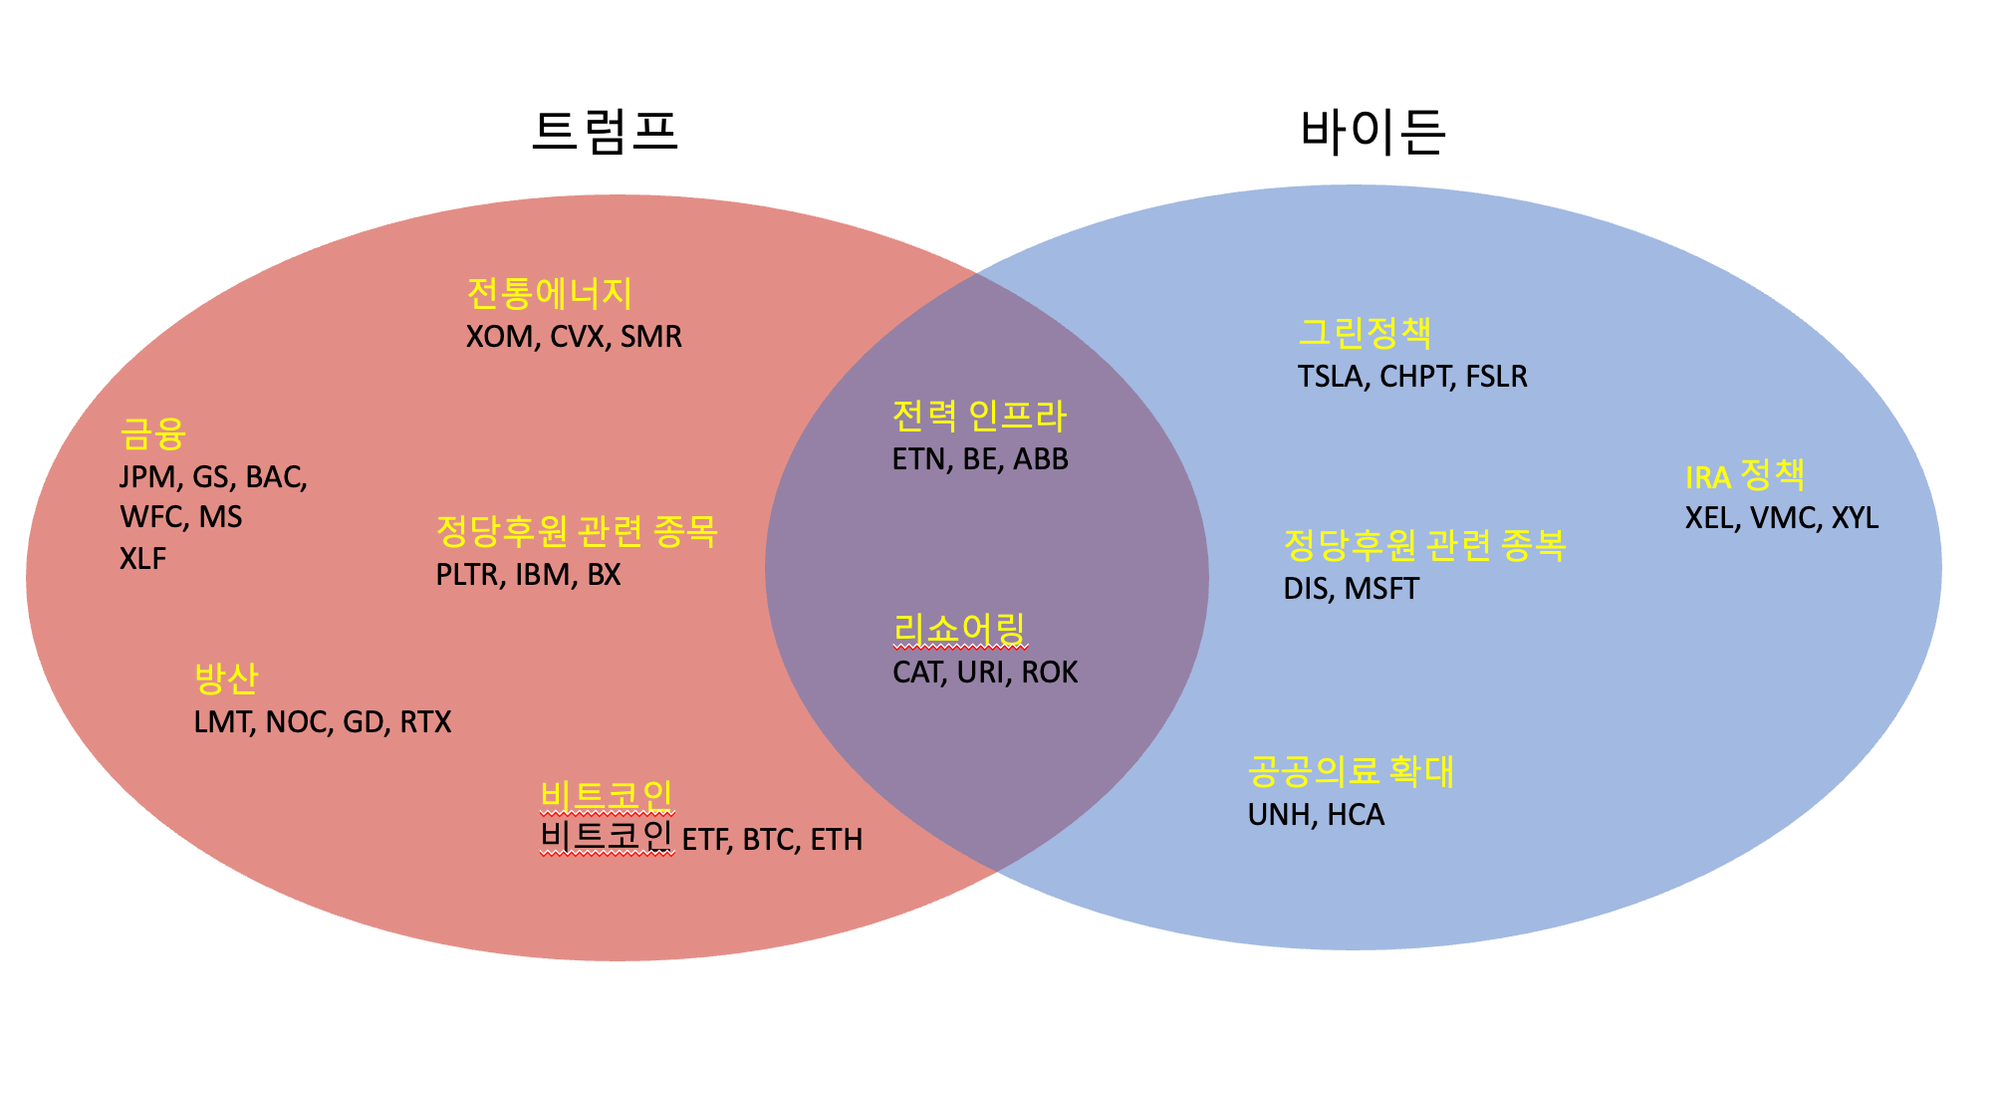 트럼프
바이든
전통에너지
XOM, CVX, SMR
금융
JPM, GS, BAC,
WFC, MS
XLF
정당후원 관련 종목
PLTR, IBM, BX
방산
LMT, NOC, GD, RTX
비트코인
비트코인 ETF, BTC, ETH
전력 인프라
ETN, BE, ABB
리쇼어링
CAT, URI, ROK
그린정책
TSLA, CHPT, FSLR
IRA 정책
XEL, VMC, XYL
정당후원 관련 종복
DIS, MSFT
공공의료 확대
UNH, HCA